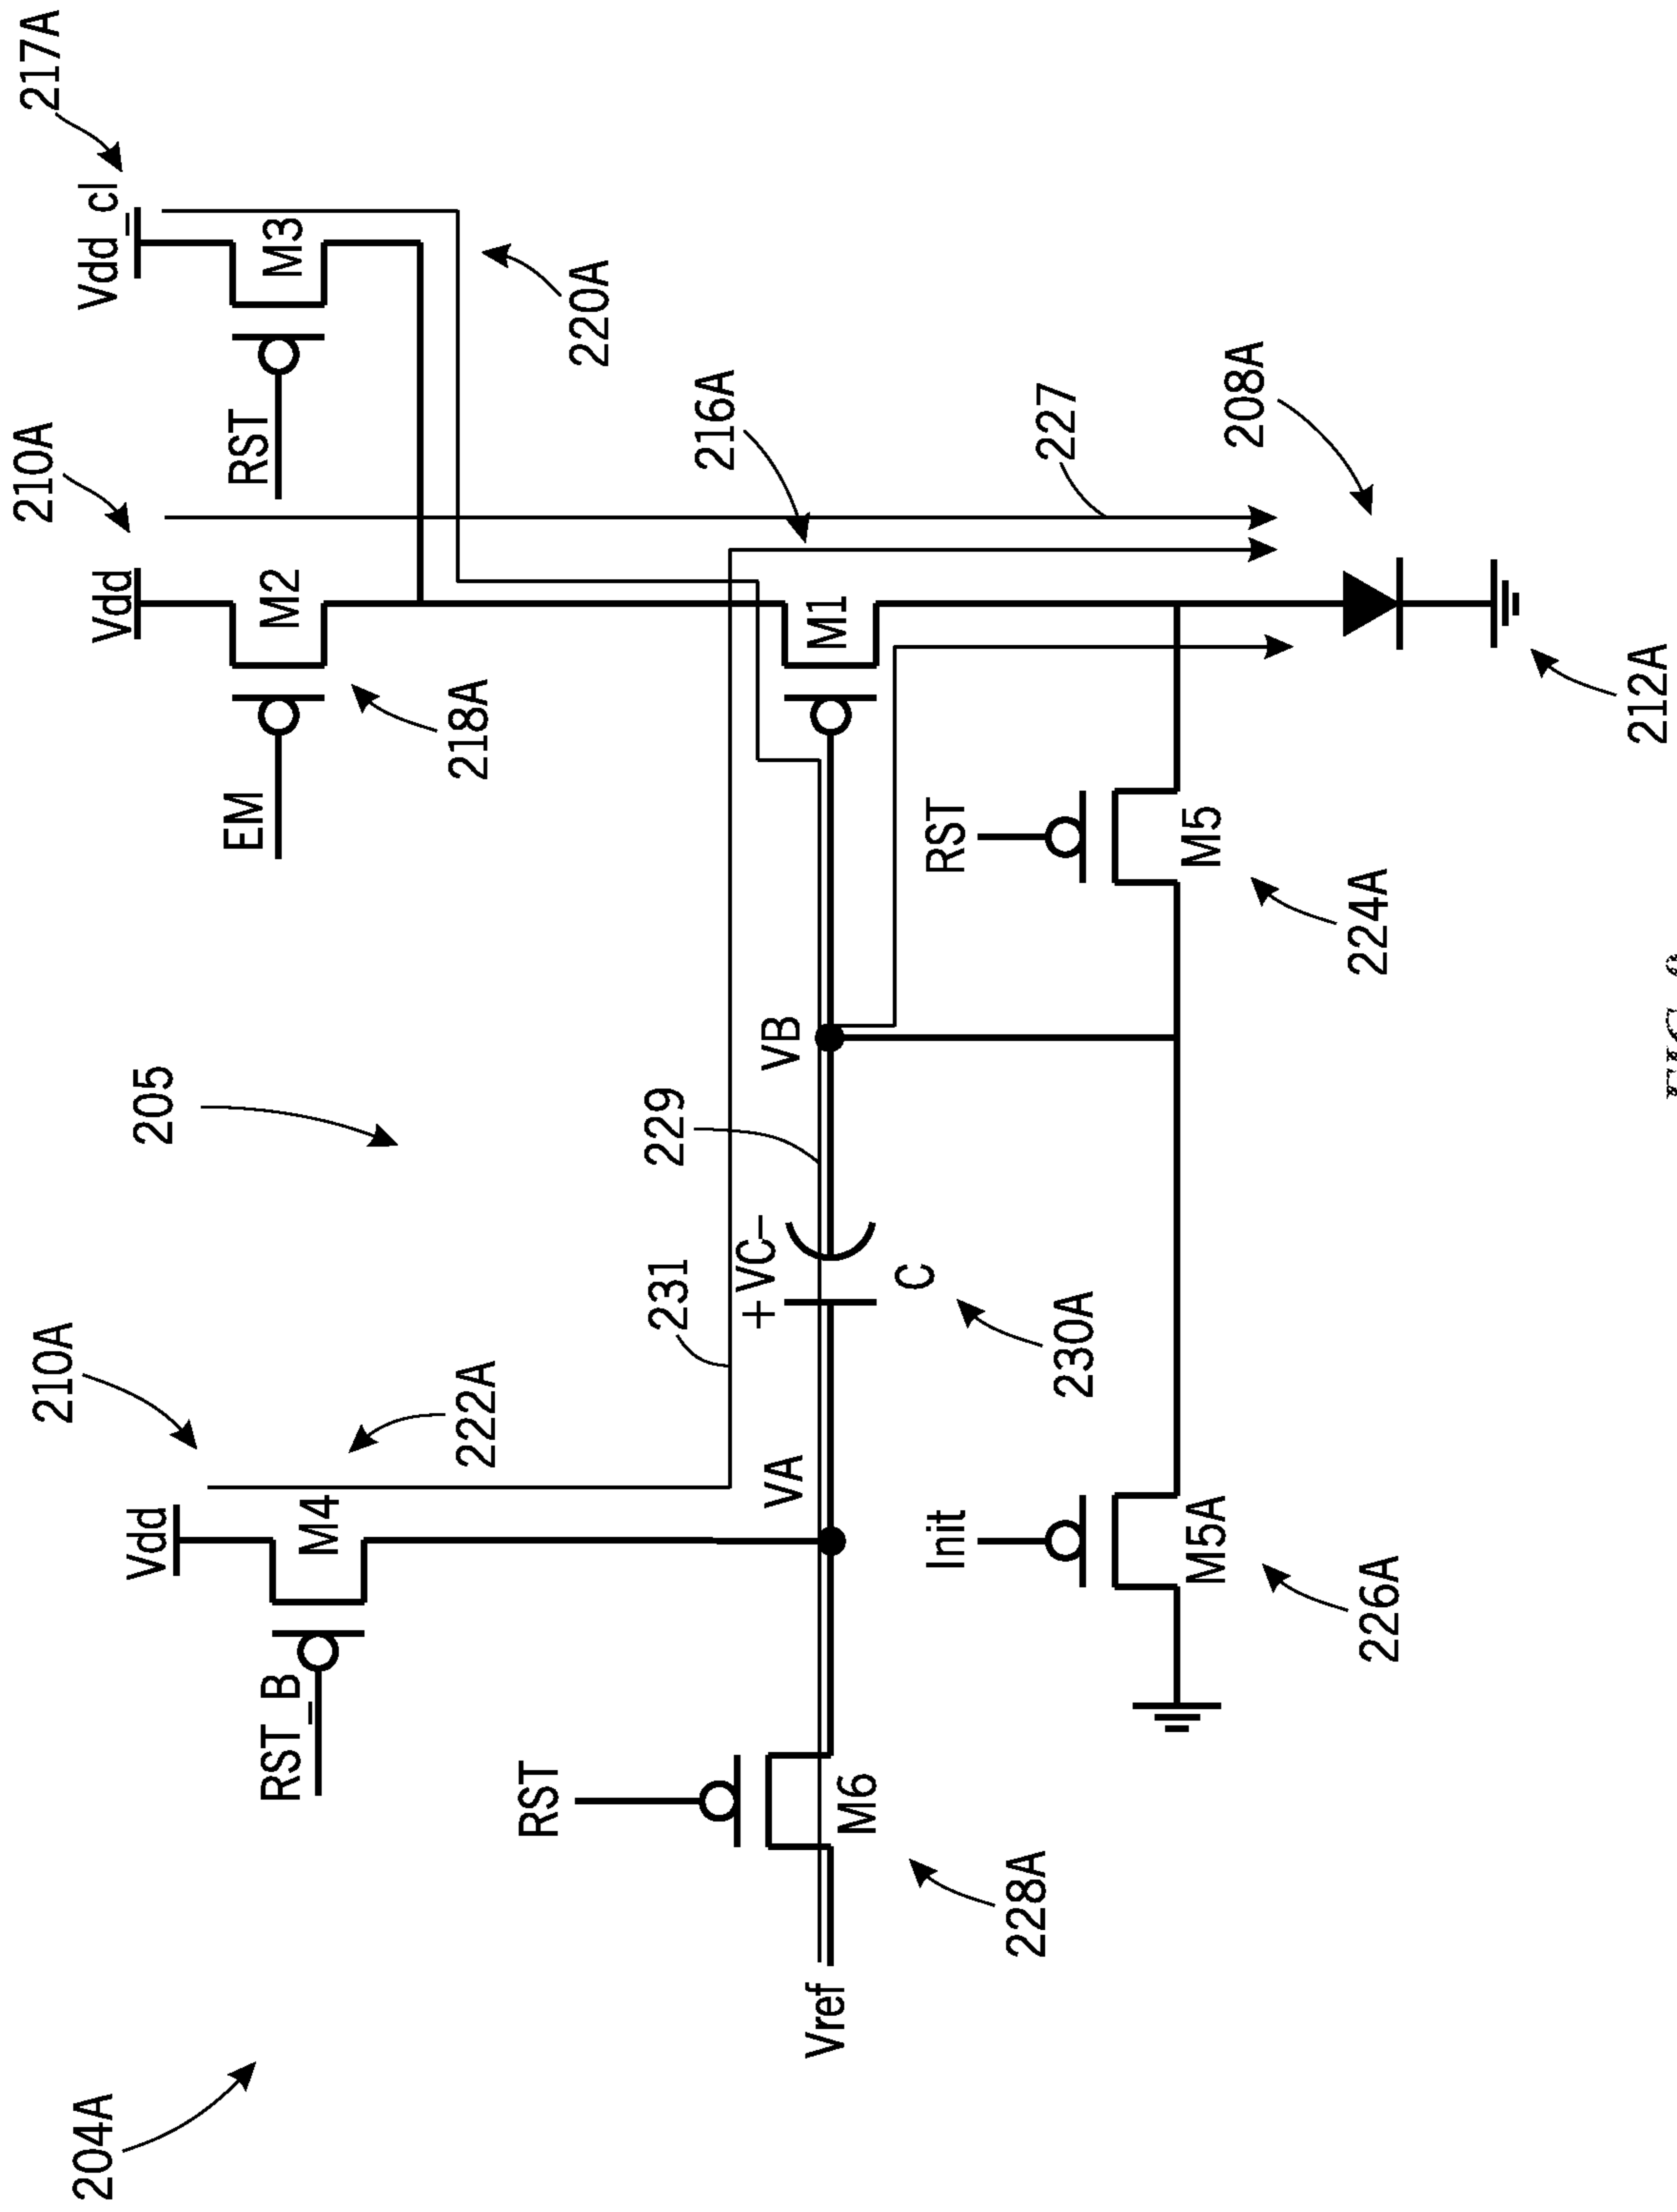 217A
Vdd_cl
M3
RST
220A
210A
Vdd
M2
EM
218A
216A
M1
227
208A
212A
RST
M5
224A
205
VB
229
231
+VC−
C
230A
210A
Vdd
M4
222A
RST_B
VA
Init
M5A
226A
RST
M6
228A
Vref
204A